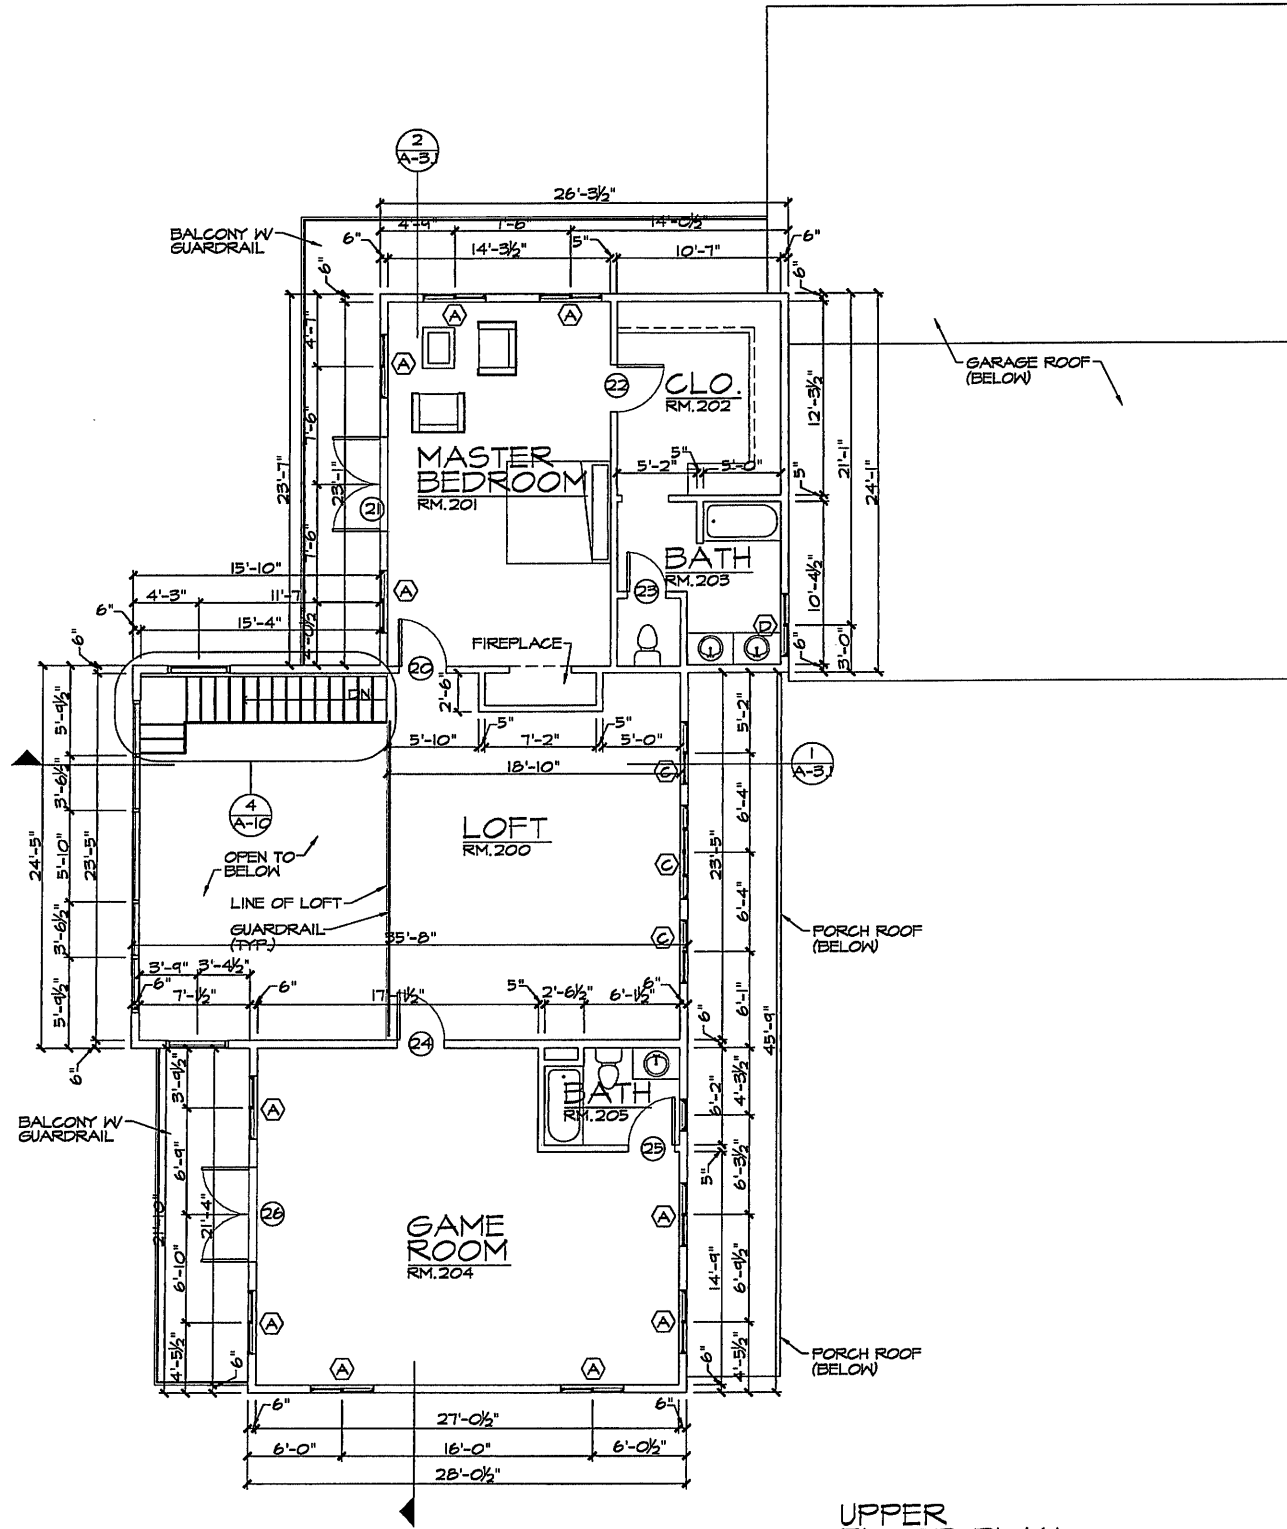 2
A-3.1
26'-3½"
4'-9"
7'-6"
14'-0½"
BALCONY W/
GUARDRAIL
6"
14'-3½"
5"
10'-7"
6"
6"
6"
A
A
4'-7"
A
22
CLO.
RM.202
GARAGE ROOF
(BELOW)
12'-3½"
7'-6"
MASTER
BEDROOM
RM.201
5"
5'-2"
5'-0"
5"
21'-1"
24'-1"
23'-7"
23'-1"
21
7'-6"
BATH
RM.203
15'-10"
4'-3"
11'-7"
A
23
10'-4½"
6"
15'-4"
D
6"
3'-0"
6"
FIREPLACE
20
DN
2'-6"
5'-9½"
5"
5"
5'-2"
5'-10"
7'-2"
5'-0"
18'-10"
C
1
A-3.1
3'-6½"
4
A-10
6'-4"
LOFT
RM.200
24'-5"
5'-10"
23'-5"
OPEN TO
BELOW
C
23'-5"
LINE OF LOFT
6'-4"
GUARDRAIL
(TYP.)
35'-8"
C
PORCH ROOF
(BELOW)
3'-6½"
3'-9"
3'-4½"
6"
7'-1½"
6"
17'-11½"
5"
2'-6½"
6'-1½"
6"
5'-9½"
6'-1"
6"
45'-9"
24
6"
3'-9½"
BATH
RM.205
6'-2"
4'-3½"
A
BALCONY W/
GUARDRAIL
25
6'-9"
5"
6'-3½"
21'-10"
21'-4"
26
GAME
ROOM
RM.204
A
6'-10"
14'-9"
6'-9½"
A
A
4'-5½"
6"
A
A
6"
4'-5½"
PORCH ROOF
(BELOW)
6"
27'-0½"
6"
6'-0"
16'-0"
6'-0½"
28'-0½"
UPPER